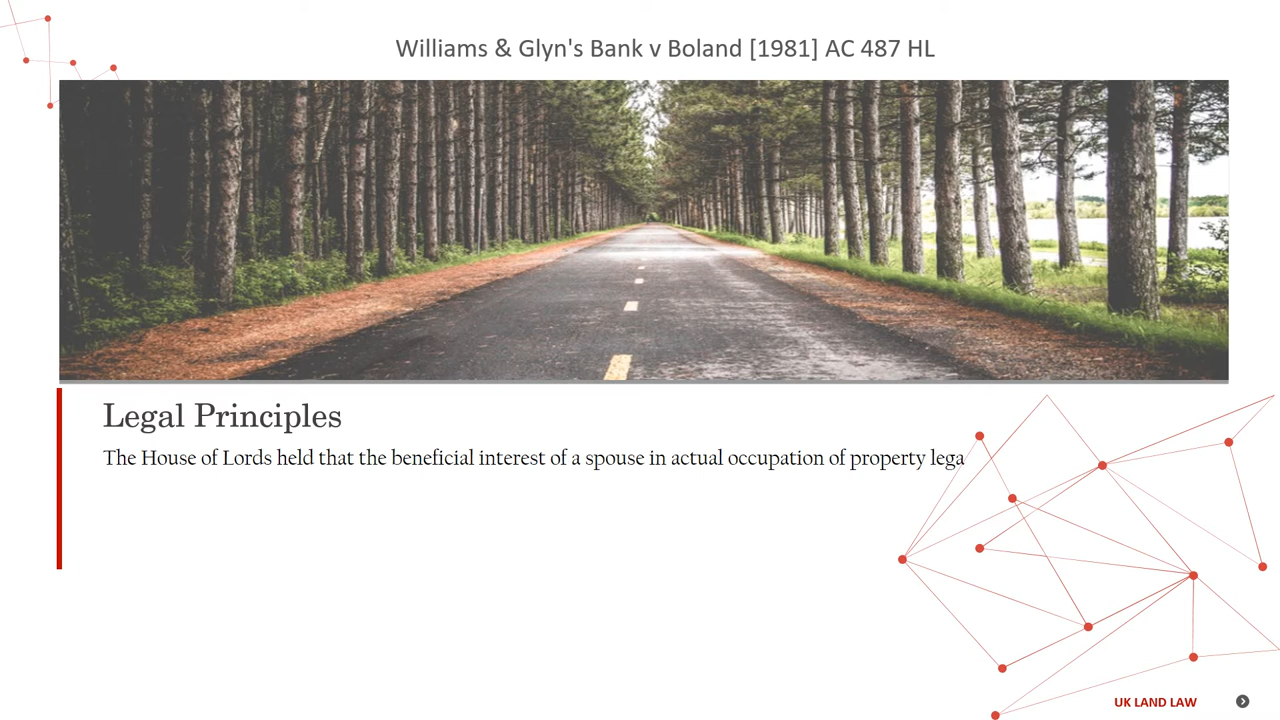 Williams & Glyn's Bank v Boland [1981] AC 487 HL
Legal Principles
The House of Lords held that the beneficial interest of a spouse in actual occupation of property lega
UK LAND LAW